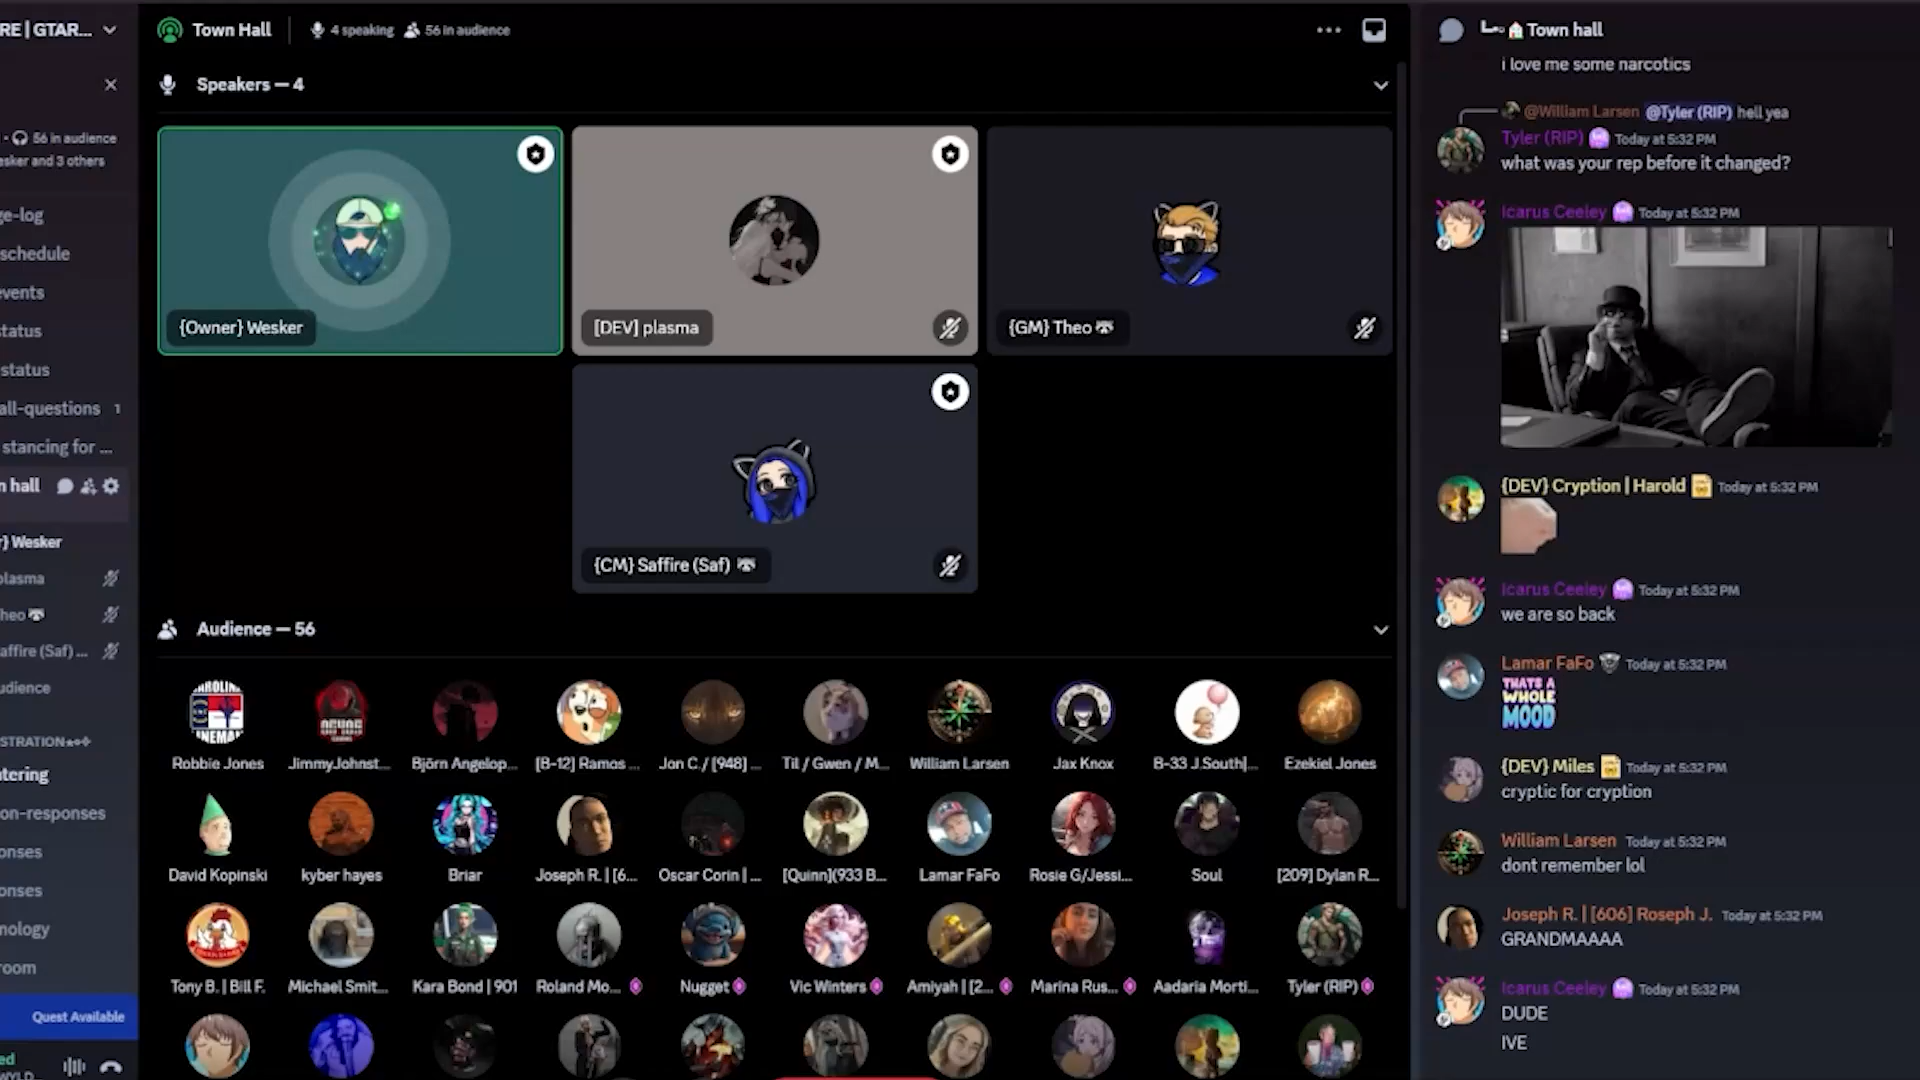 RE | GTAR...
56 in audience
esker and 3 others
ge-log
schedule
events
tatus
status
all-questions 1
stancing for ...
n hall
r} Wesker
plasma
heo
affire (Saf) ...
udience
STRATION
tering
on-responses
onses
onses
nology
room
Quest Available
ed
WYLD...
Town Hall
4 speaking
56 in audience
Speakers — 4
{Owner} Wesker
[DEV] plasma
{GM} Theo
{CM} Saffire (Saf)
Audience — 56
Robbie Jones
JimmyJohnst...
Björn Angelop...
[B-12] Ramos ...
Jon C./ [948] ...
Til / Gwen / M...
William Larsen
Jax Knox
B-33 J.South|...
Ezekiel Jones
David Kopinski
kyber hayes
Briar
Joseph R. | [6...
Oscar Corin | ...
[Quinn](933 B...
Lamar FaFo
Rosie G/Jessi...
Soul
[209] Dylan R...
Tony B. | Bill F.
Michael Smit...
Kara Bond | 901
Roland Mo...
Nugget
Vic Winters
Amiyah | [2...
Marina Rus...
Aadaria Morti...
Tyler (RIP)
Town hall
i love me some narcotics
@William Larsen @Tyler (RIP) hell yea
Tyler (RIP) Today at 5:32 PM
what was your rep before it changed?
Icarus Ceeley Today at 5:32 PM
{DEV} Cryption | Harold Today at 5:32 PM
Icarus Ceeley Today at 5:32 PM
we are so back
Lamar FaFo Today at 5:32 PM
THATS A
WHOLE
MOOD
{DEV} Miles Today at 5:32 PM
cryptic for cryption
William Larsen Today at 5:32 PM
dont remember lol
Joseph R. | [606] Roseph J. Today at 5:32 PM
GRANDMAAAA
Icarus Ceeley Today at 5:32 PM
DUDE
IVE